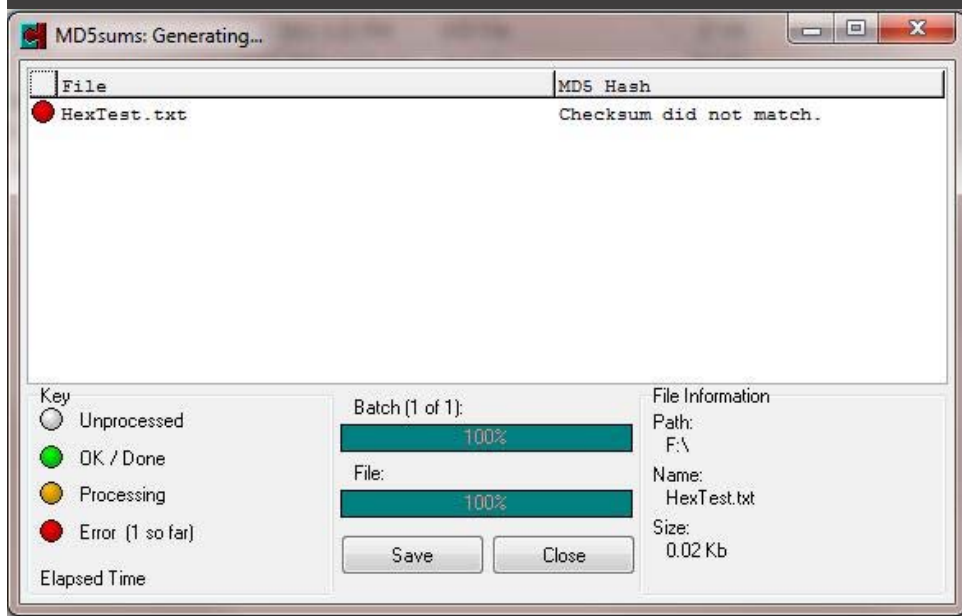 MD5sums: Generating...
File MD5 Hash
HexTest.txt Checksum did not match.
Key
Unprocessed
OK / Done
Processing
Error (1 so far)
Elapsed Time
Batch (1 of 1):
100%
File:
100%
Save Close
File Information
Path:
F:\
Name:
HexTest.txt
Size:
0.02 Kb